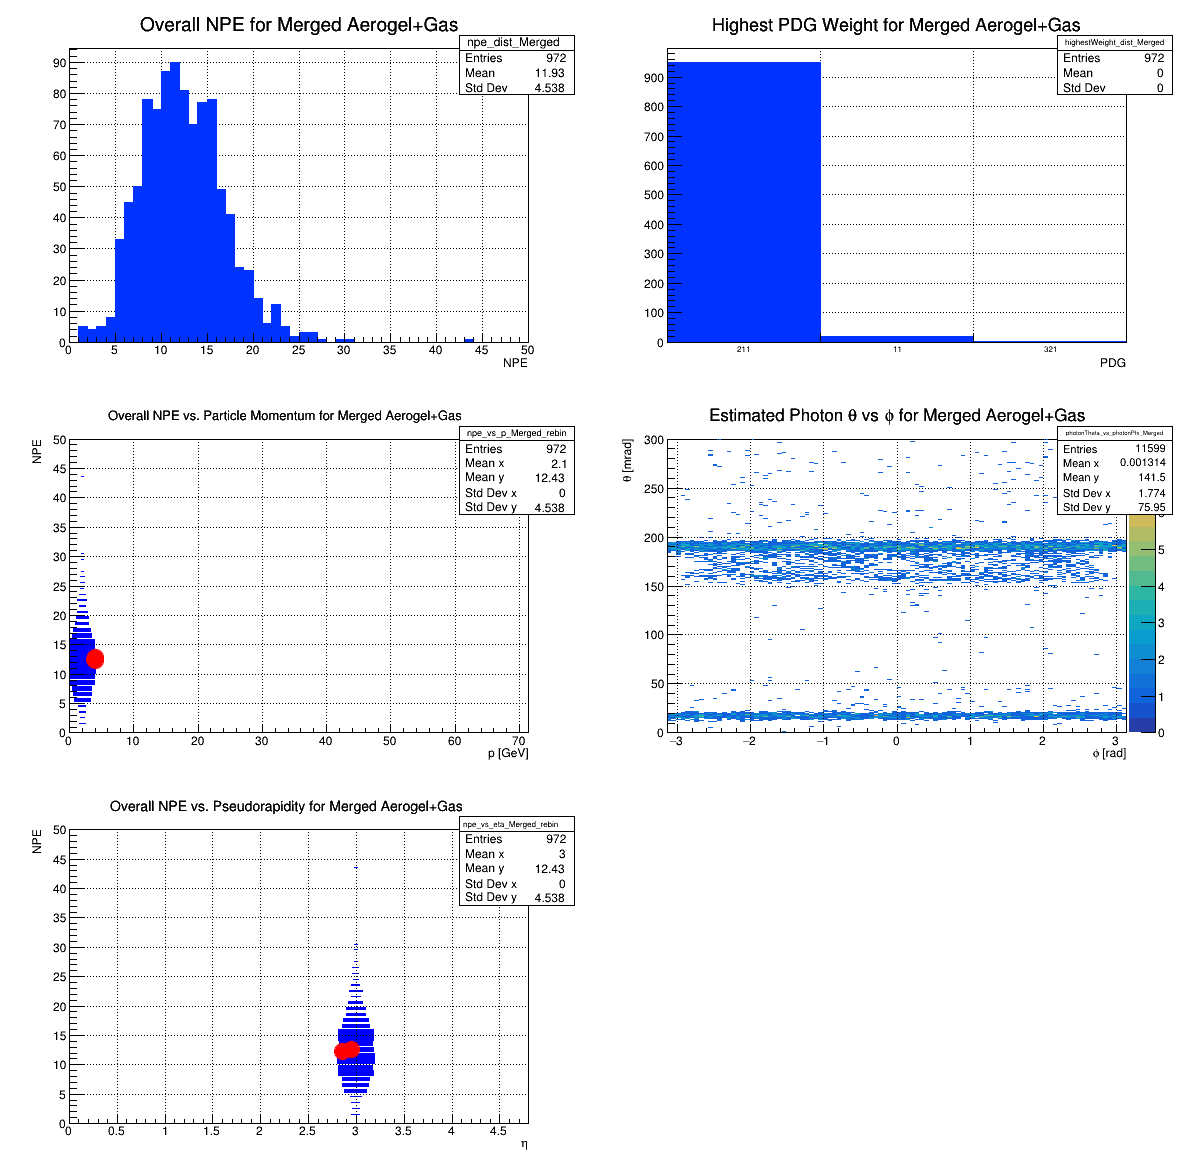 Overall NPE for Merged Aerogel+Gas
npe_dist_Merged
Entries 972
Mean 11.93
Std Dev 4.538
90
80
70
60
50
40
30
20
10
0
0 5 10 15 20 25 30 35 40 45 50
NPE
Highest PDG Weight for Merged Aerogel+Gas
highestWeight_dist_Merged
Entries 972
Mean 0
Std Dev 0
900
800
700
600
500
400
300
200
100
0
211 11 321
PDG
Overall NPE vs. Particle Momentum for Merged Aerogel+Gas
npe_vs_p_Merged_rebin
Entries 972
Mean x 2.1
Mean y 12.43
Std Dev x 0
Std Dev y 4.538
NPE
50
45
40
35
30
25
20
15
10
5
0
0 10 20 30 40 50 60 70
p [GeV]
Estimated Photon θ vs ϕ for Merged Aerogel+Gas
photonTheta_vs_photonPhi_Merged
Entries 11599
Mean x 0.001314
Mean y 141.5
Std Dev x 1.774
Std Dev y 75.95
θ [mrad]
300
250
200
150
100
50
0
−3 −2 −1 0 1 2 3
ϕ [rad]
5
4
3
2
1
0
Overall NPE vs. Pseudorapidity for Merged Aerogel+Gas
npe_vs_eta_Merged_rebin
Entries 972
Mean x 3
Mean y 12.43
Std Dev x 0
Std Dev y 4.538
NPE
50
45
40
35
30
25
20
15
10
5
0
0 0.5 1 1.5 2 2.5 3 3.5 4 4.5
η